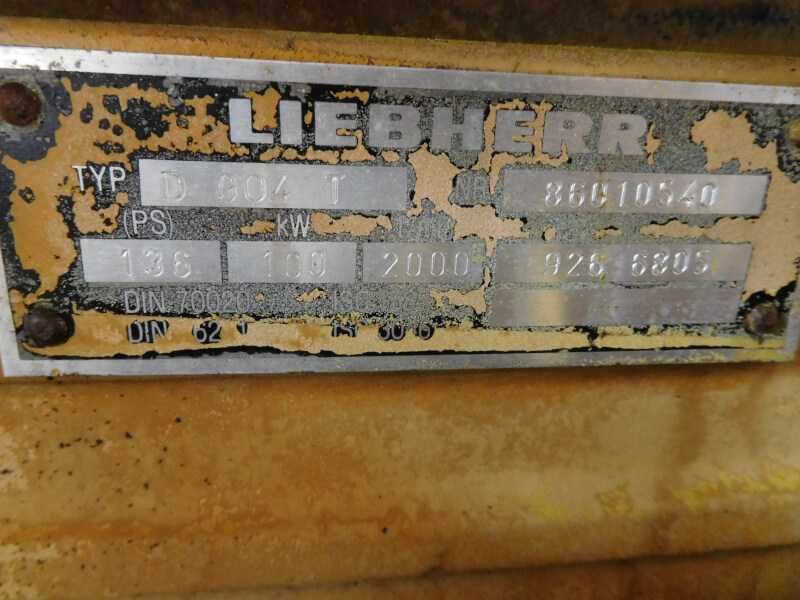 LIEBHERR
TYP D 904 T 86010540
(PS) kW
136 100 2000 926 6805
DIN 70020
DIN